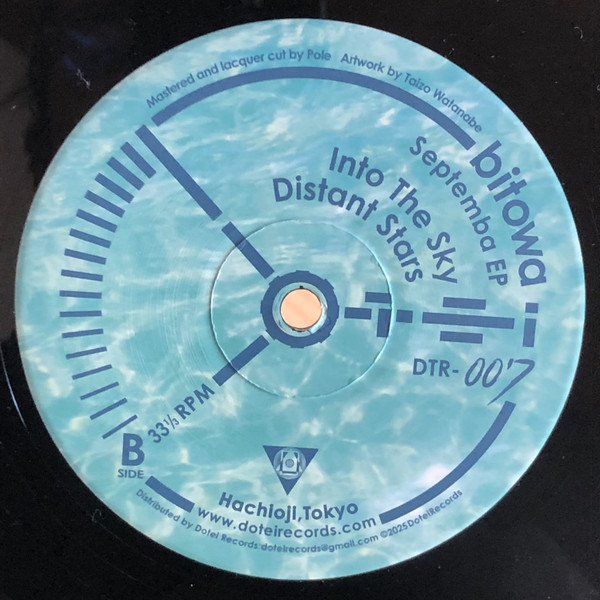 Mastered and lacquer cut by Pole Artwork by Taizo Watanabe
bitowa
Septemba EP
Into The Sky
Distant Stars
DTR-007
33⅓ RPM
B
SIDE
Hachioji,Tokyo
www.doteirecords.com
Distributed by Dotei Records:doteirecords@gmail.com ©2025DoteiRecords